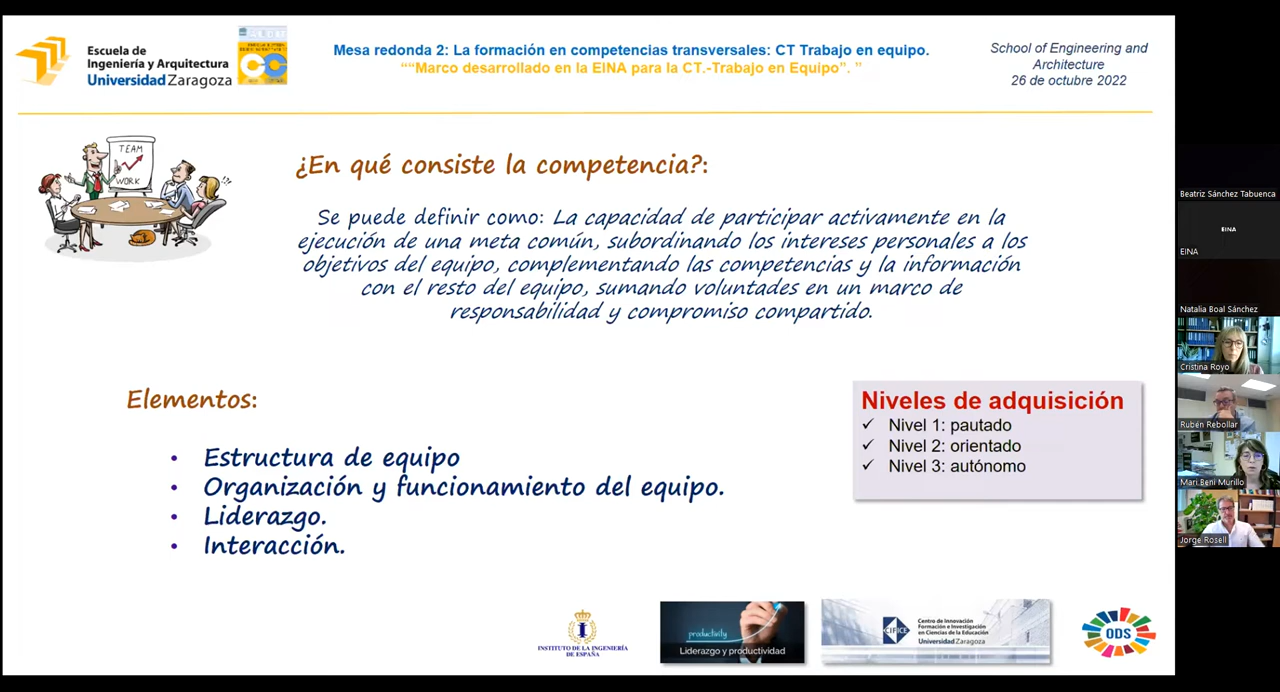 Escuela de
Ingeniería y Arquitectura
Universidad Zaragoza
Mesa redonda 2: La formación en competencias transversales: CT Trabajo en equipo.
““Marco desarrollado en la EINA para la CT.-Trabajo en Equipo”. ”
School of Engineering and
Architecture
26 de octubre 2022
TEAM
WORK
¿En qué consiste la competencia?:
Se puede definir como: La capacidad de participar activamente en la
ejecución de una meta común, subordinando los intereses personales a los
objetivos del equipo, complementando las competencias y la información
con el resto del equipo, sumando voluntades en un marco de
responsabilidad y compromiso compartido.
Elementos:
• Estructura de equipo
• Organización y funcionamiento del equipo.
• Liderazgo.
• Interacción.
Niveles de adquisición
✓ Nivel 1: pautado
✓ Nivel 2: orientado
✓ Nivel 3: autónomo
INSTITUTO DE LA INGENIERÍA
DE ESPAÑA
productivity
Liderazgo y productividad
CIFICE
Centro de Innovación
Formación e Investigación
en Ciencias de la Educación
Universidad Zaragoza
ODS
Beatriz Sánchez Tabuenca
EINA
EINA
Natalia Boal Sánchez
Cristina Royo
Rubén Rebollar
Mari.Beni Murillo
Jorge Rosell